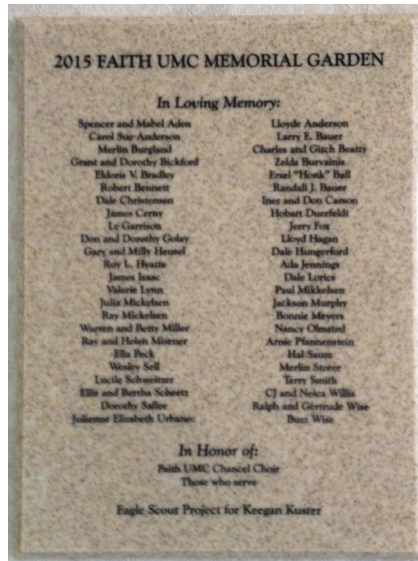 2015 FAITH UMC MEMORIAL GARDEN
In Loving Memory:
Spencer and Mabel Aden
Carol Sue Anderson
Merlin Burgland
Grant and Dorothy Bickford
Eldoris V. Bradley
Robert Bennett
Dale Christensen
James Cerny
Le Garrison
Don and Dorothy Golay
Gary and Milly Heusel
Roy L. Hyatte
James Isaac
Valerie Lynn
Julia Mickelsen
Ray Mickelsen
Warren and Betty Miller
Ray and Helen Misener
Ella Peck
Wesley Sell
Lucile Schweitzer
Ellis and Bertha Scheetz
Dorothy Sallee
Julienne Elizabeth Urbanec
Lloyde Anderson
Larry E. Bauer
Charles and Gitch Beatty
Zelda Burvainis
Ersel "Honk" Ball
Randall J. Bauer
Inez and Don Carson
Hobart Duerfeldt
Jerry Fox
Lloyd Hagan
Dale Hungerford
Ada Jennings
Dale Lorics
Paul Mikkelsen
Jackson Murphy
Bonnie Meyers
Nancy Olmsted
Arnie Pfannenstein
Hal Saum
Merlin Storer
Terry Smith
CJ and Neica Willis
Ralph and Gertrude Wise
Buzz Wise
In Honor of:
Faith UMC Chancel Choir
Those who serve
Eagle Scout Project for Keegan Kuster